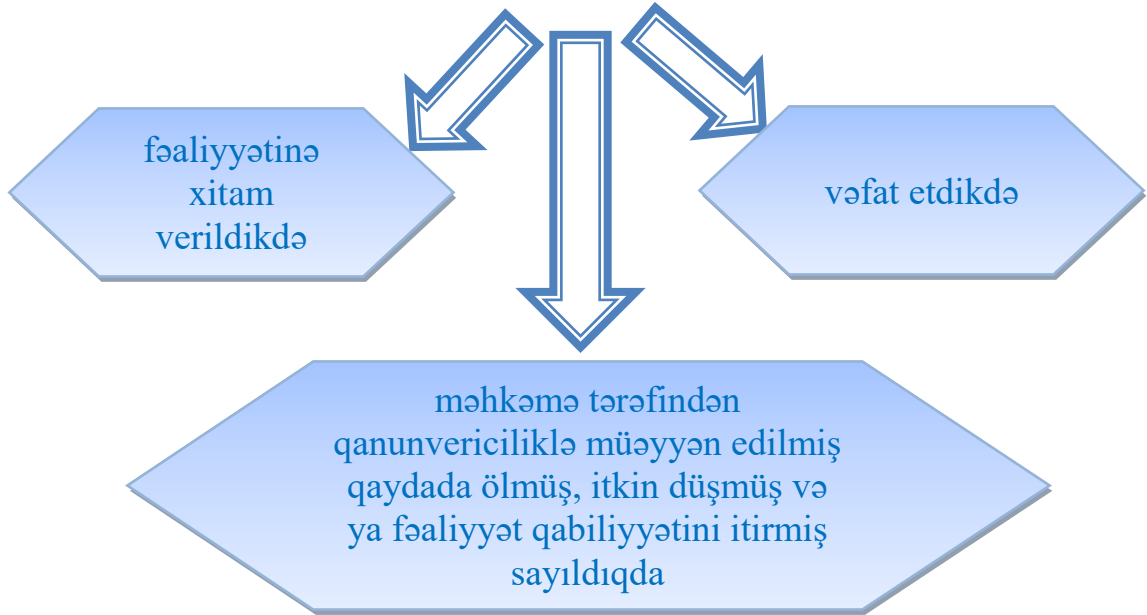 fəaliyyətinə
xitam
verildikdə
vəfat etdikdə
məhkəmə tərəfindən
qanunvericiliklə müəyyən edilmiş
qaydada ölmüş, itkin düşmüş və
ya fəaliyyət qabiliyyətini itirmiş
sayıldıqda